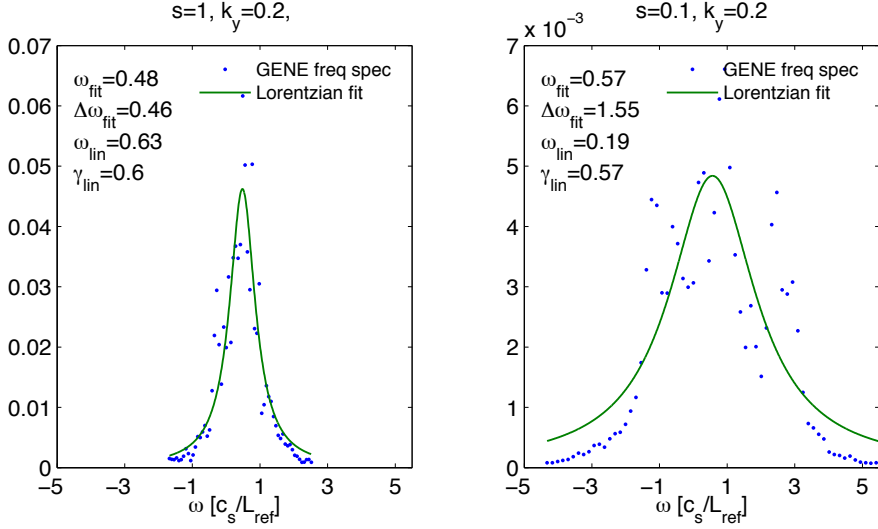 s=1, k_y=0.2,
0.07
0.06
0.05
0.04
0.03
0.02
0.01
0
ω_fit=0.48
Δω_fit=0.46
ω_lin=0.63
γ_lin=0.6
GENE freq spec
Lorentzian fit
−5 −3 −1 1 3 5
ω [c_s/L_ref]
s=0.1, k_y=0.2
x 10^-3
7
6
5
4
3
2
1
0
ω_fit=0.57
Δω_fit=1.55
ω_lin=0.19
γ_lin=0.57
GENE freq spec
Lorentzian fit
−5 −3 −1 1 3 5
ω [c_s/L_ref]